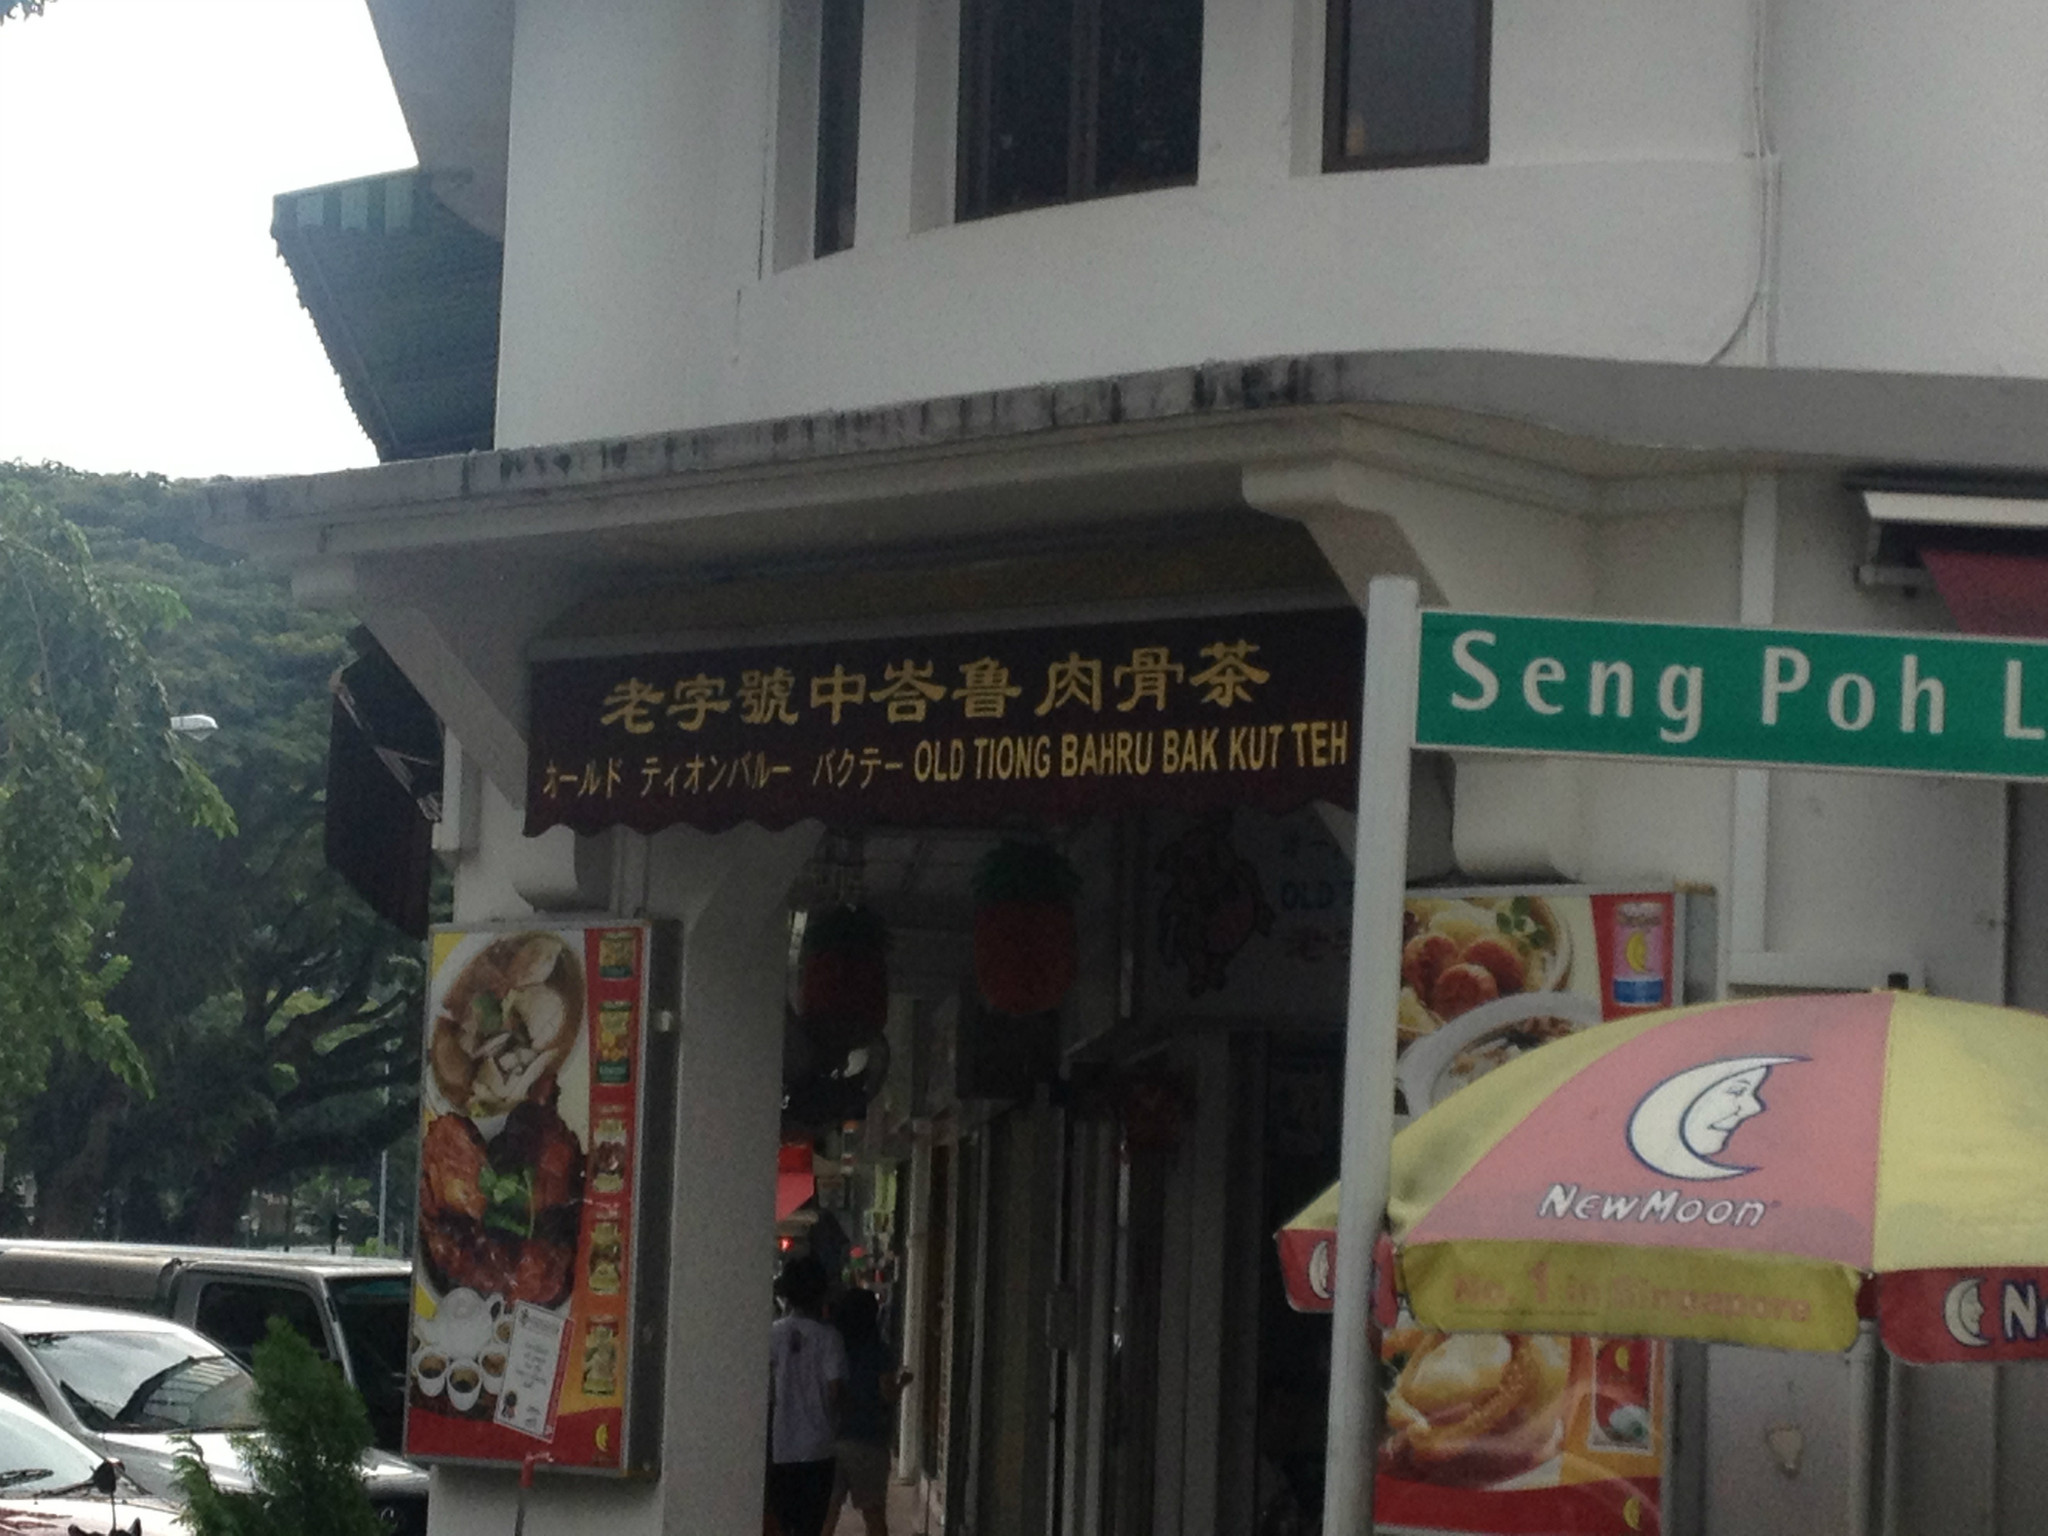 老字號中峇魯肉骨茶
オールド ティオンバルー バクテー OLD TIONG BAHRU BAK KUT TEH
Seng Poh L
OLD T
NEWMOON
No. 1 in Singapore